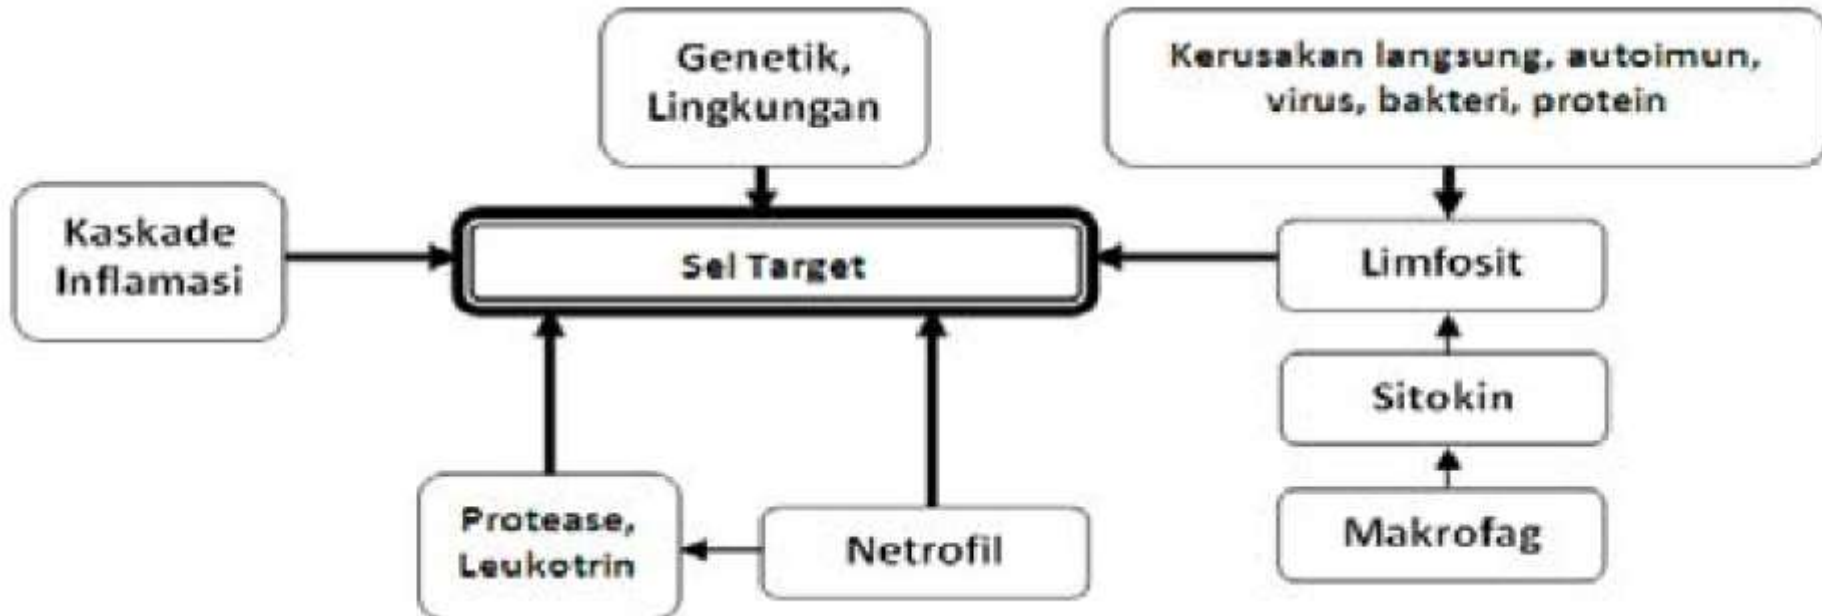 Genetik,
Lingkungan
Kerusakan langsung, autoimun,
virus, bakteri, protein
Kaskade
Inflamasi
Sel Target
Limfosit
Sitokin
Protease,
Leukotrin
Netrofil
Makrofag